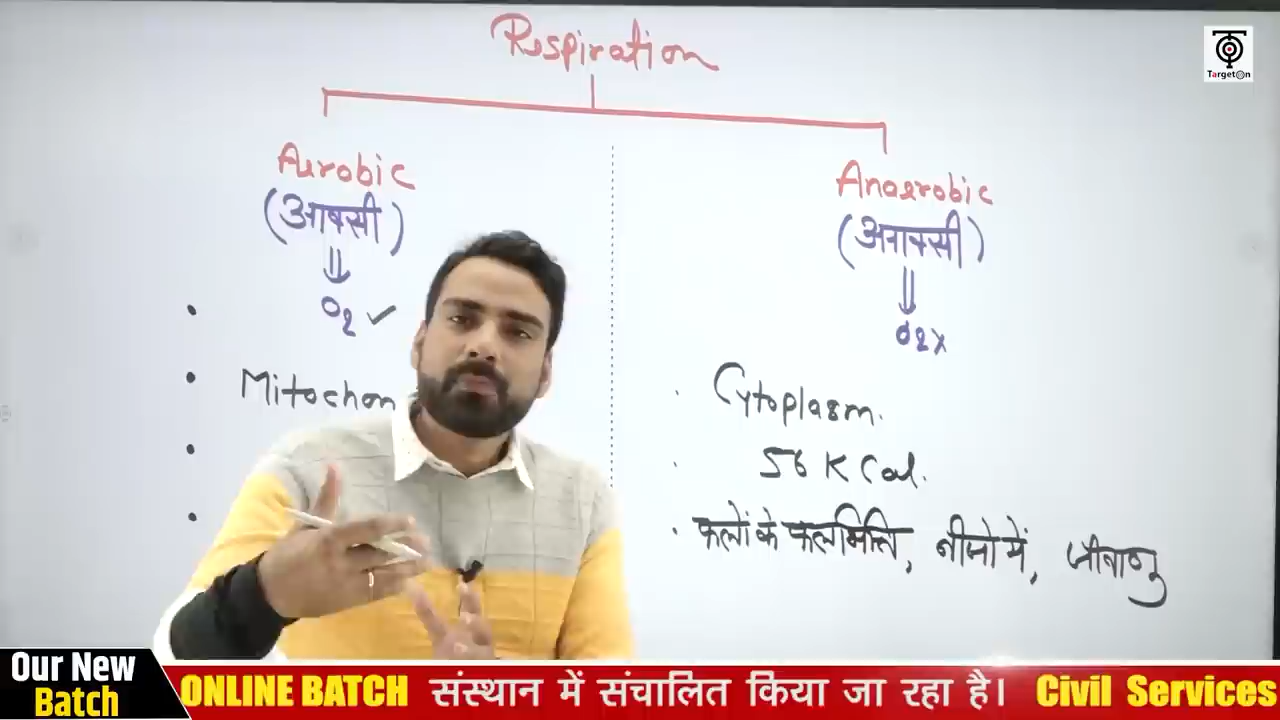 Respiration
TargetOn
Aerobic
Anaerobic
(आक्सी)
(अनाक्सी)
O2 ✓
O2 x
• Mitochon
• Cytoplasm.
• 56 K Cal.
• फलों के फलभित्ति, बीजो में, जीवाणु
Our New Batch
ONLINE BATCH संस्थान में संचालित किया जा रहा है। Civil Services